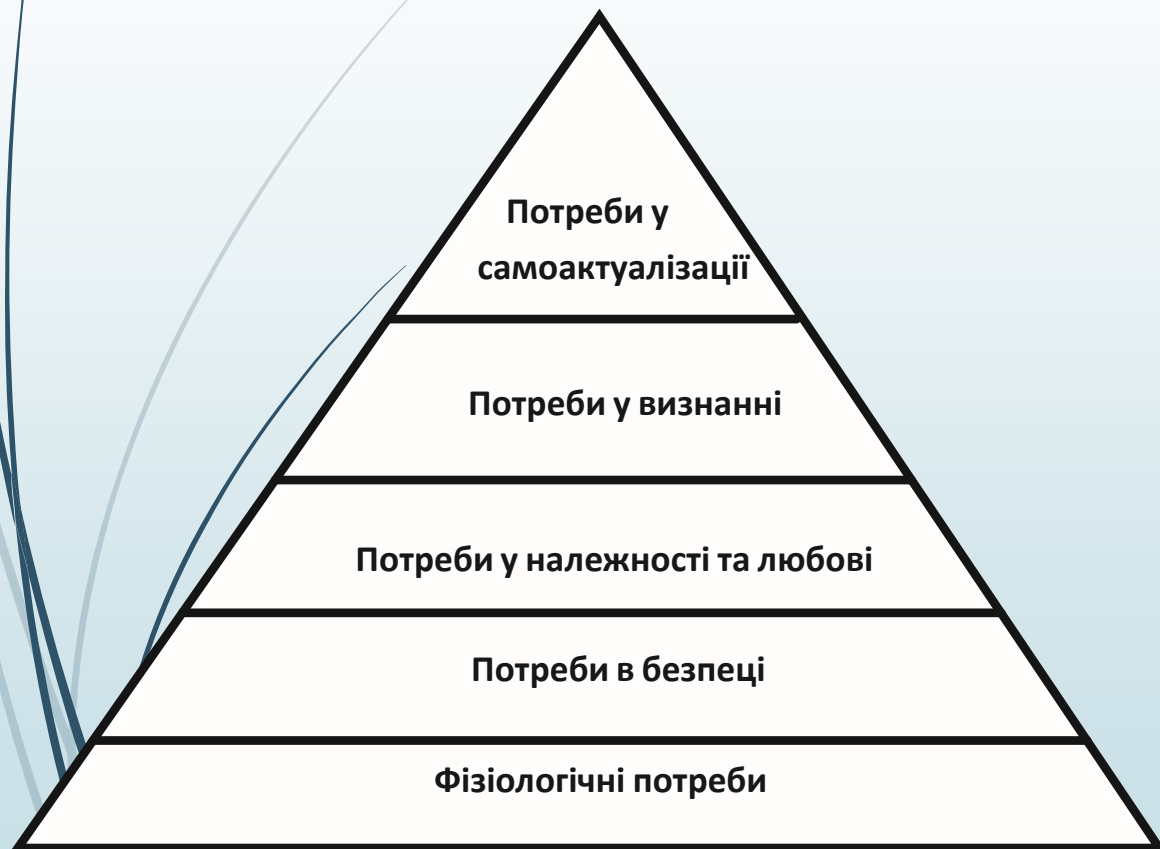 Потреби у
самоактуалізації
Потреби у визнанні
Потреби у належності та любові
Потреби в безпеці
Фізіологічні потреби